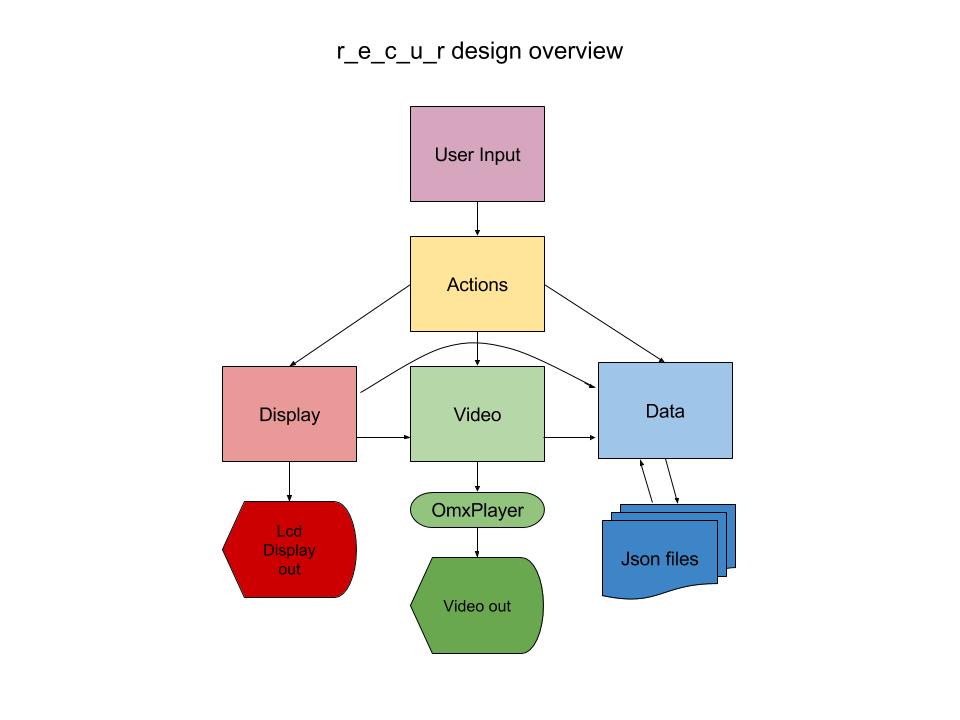 r_e_c_u_r design overview
User Input
Actions
Display
Video
Data
OmxPlayer
Lcd
Display
out
Json files
Video out